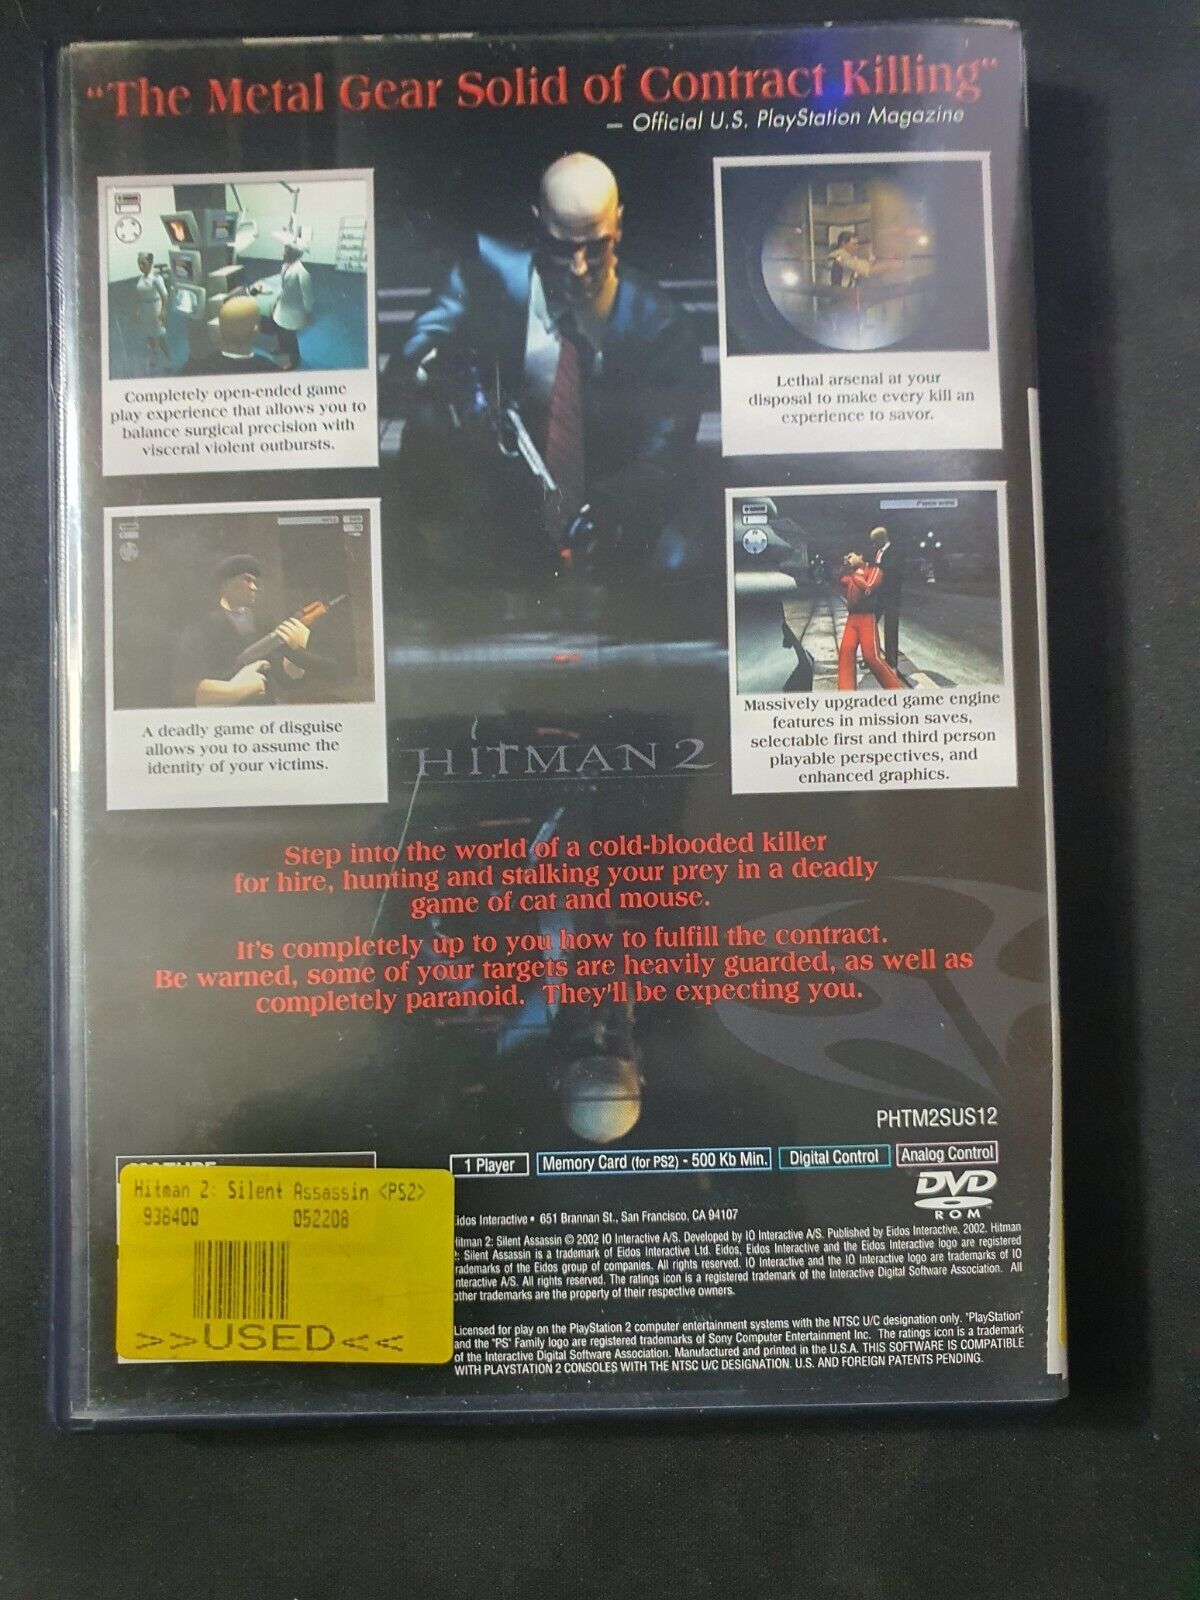 "The Metal Gear Solid of Contract Killing"
— Official U.S. PlayStation Magazine
Completely open-ended game
play experience that allows you to
balance surgical precision with
visceral violent outbursts.
Lethal arsenal at your
disposal to make every kill an
experience to savor.
A deadly game of disguise
allows you to assume the
identity of your victims.
Massively upgraded game engine
features in mission saves,
selectable first and third person
playable perspectives, and
enhanced graphics.
HITMAN 2
Step into the world of a cold-blooded killer
for hire, hunting and stalking your prey in a deadly
game of cat and mouse.
It's completely up to you how to fulfill the contract.
Be warned, some of your targets are heavily guarded, as well as
completely paranoid. They'll be expecting you.
PHTM2SUS12
1 Player
Memory Card (for PS2) - 500 Kb Min.
Digital Control
Analog Control
DVD
ROM
Hitman 2: Silent Assassin <PS2>
938400 052208
>>USED<<
idos Interactive • 651 Brannan St., San Francisco, CA 94107
itman 2: Silent Assassin © 2002 IO Interactive A/S. Developed by IO Interactive A/S. Published by Eidos Interactive, 2002. Hitman
: Silent Assassin is a trademark of Eidos Interactive Ltd. Eidos, Eidos Interactive and the Eidos Interactive logo are registered
rademarks of the Eidos group of companies. All rights reserved. IO Interactive and the IO Interactive logo are trademarks of IO
nteractive A/S. All rights reserved. The ratings icon is a registered trademark of the Interactive Digital Software Association. All
other trademarks are the property of their respective owners.
Licensed for play on the PlayStation 2 computer entertainment systems with the NTSC U/C designation only. "PlayStation"
and the "PS" Family logo are registered trademarks of Sony Computer Entertainment Inc. The ratings icon is a trademark
of the Interactive Digital Software Association. Manufactured and printed in the U.S.A. THIS SOFTWARE IS COMPATIBLE
WITH PLAYSTATION 2 CONSOLES WITH THE NTSC U/C DESIGNATION. U.S. AND FOREIGN PATENTS PENDING.